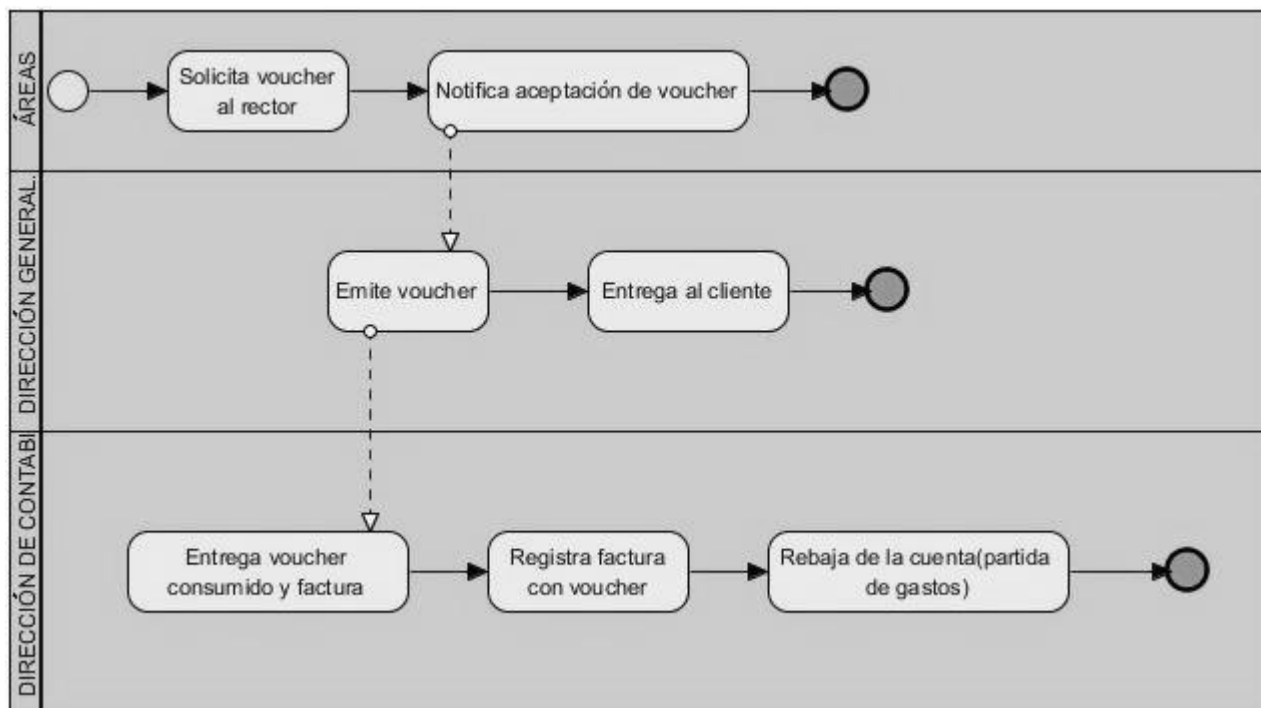 ÁREAS
Solicita voucher
al rector
Notifica aceptación de voucher
DIRECCIÓN GENERAL.
Emite voucher
Entrega al cliente
DIRECCIÓN DE CONTABI
Entrega voucher
consumido y factura
Registra factura
con voucher
Rebaja de la cuenta(partida
de gastos)